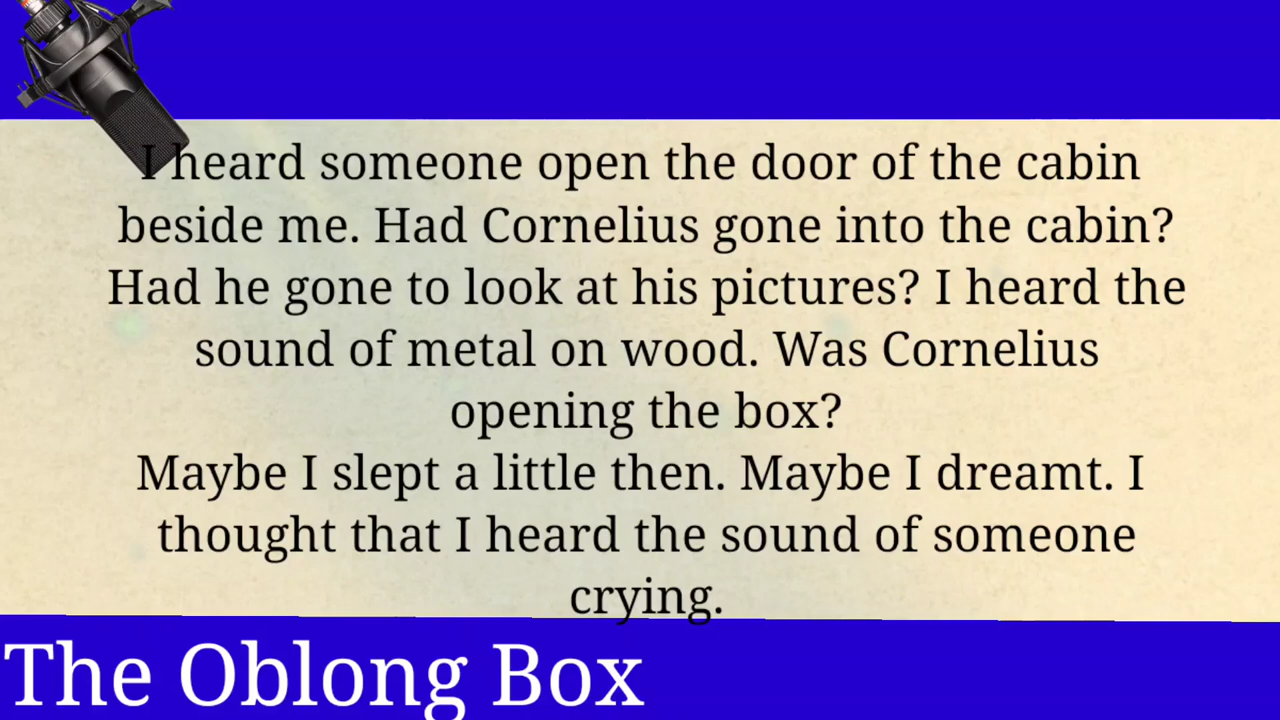 I heard someone open the door of the cabin
beside me. Had Cornelius gone into the cabin?
Had he gone to look at his pictures? I heard the
sound of metal on wood. Was Cornelius
opening the box?
Maybe I slept a little then. Maybe I dreamt. I
thought that I heard the sound of someone
crying.
The Oblong Box